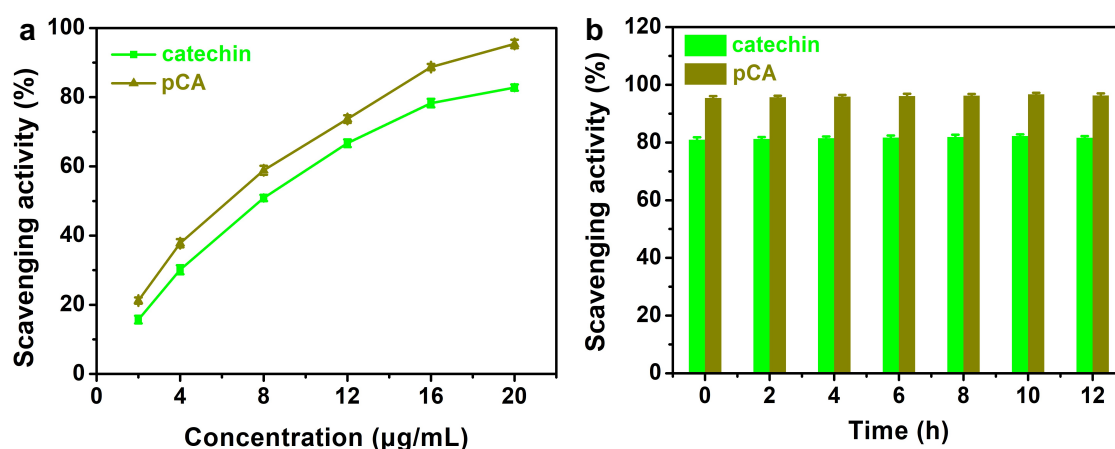 a
catechin
pCA
Scavenging activity (%)
100
80
60
40
20
0
0
4
8
12
16
20
Concentration (µg/mL)
b
catechin
pCA
Scavenging activity (%)
120
100
80
60
40
20
0
0
2
4
6
8
10
12
Time (h)